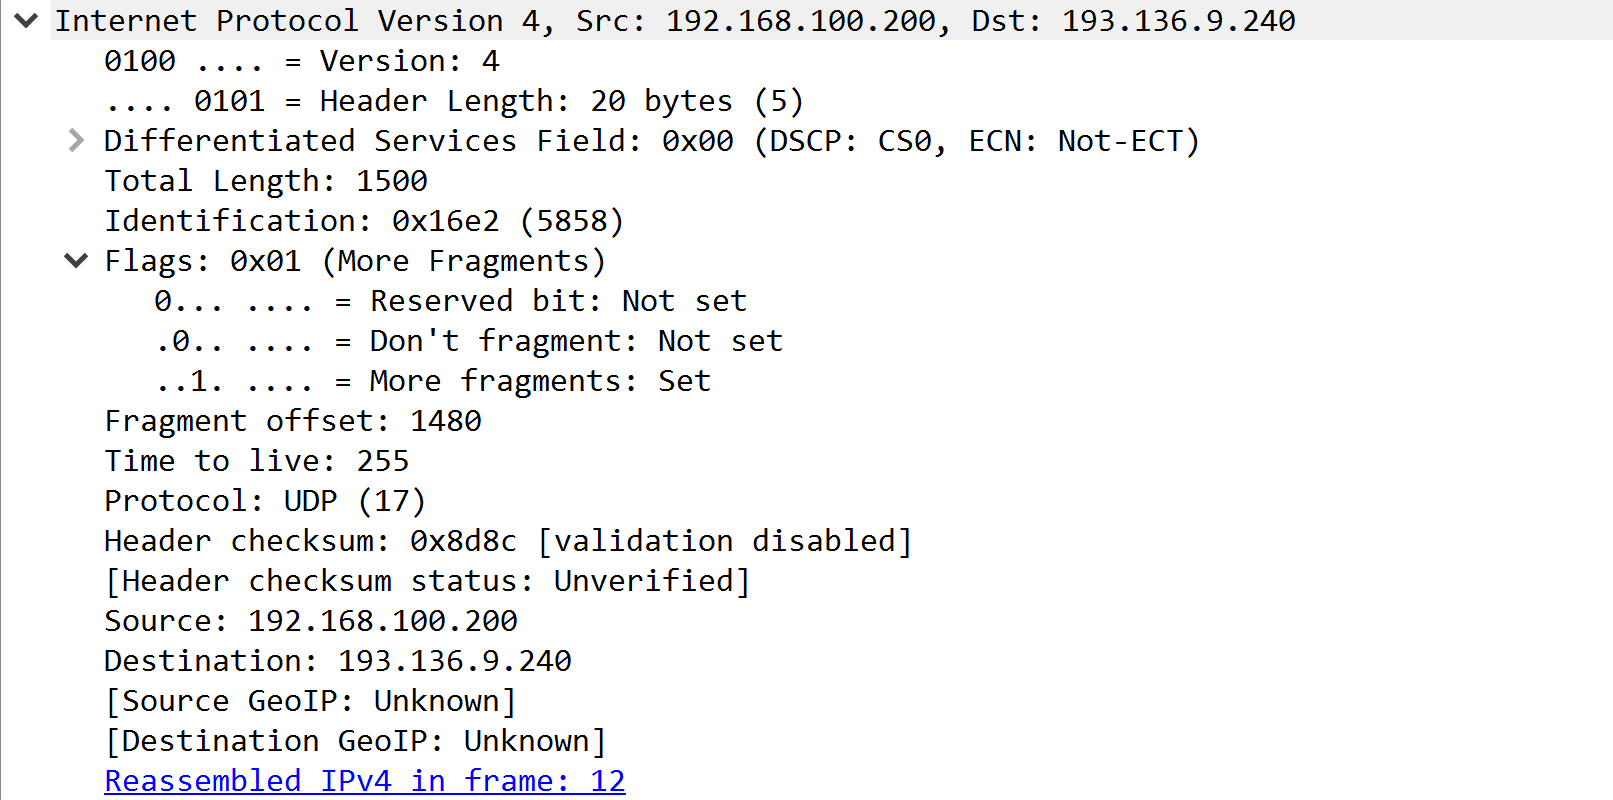 Internet Protocol Version 4, Src: 192.168.100.200, Dst: 193.136.9.240
0100 .... = Version: 4
.... 0101 = Header Length: 20 bytes (5)
Differentiated Services Field: 0x00 (DSCP: CS0, ECN: Not-ECT)
Total Length: 1500
Identification: 0x16e2 (5858)
Flags: 0x01 (More Fragments)
0... .... = Reserved bit: Not set
.0.. .... = Don't fragment: Not set
..1. .... = More fragments: Set
Fragment offset: 1480
Time to live: 255
Protocol: UDP (17)
Header checksum: 0x8d8c [validation disabled]
[Header checksum status: Unverified]
Source: 192.168.100.200
Destination: 193.136.9.240
[Source GeoIP: Unknown]
[Destination GeoIP: Unknown]
Reassembled IPv4 in frame: 12